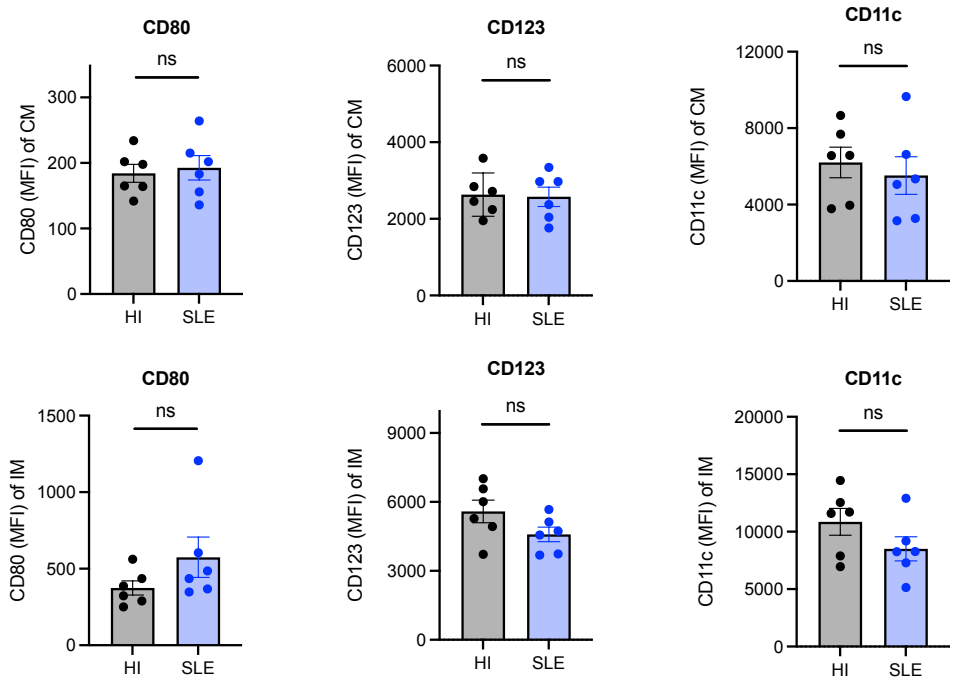 CD80
ns
CD80 (MFI) of CM
300
200
100
0
HI SLE
CD123
ns
CD123 (MFI) of CM
6000
4000
2000
0
HI SLE
CD11c
ns
CD11c (MFI) of CM
12000
8000
4000
0
HI SLE
CD80
ns
CD80 (MFI) of IM
1500
1000
500
0
HI SLE
CD123
ns
CD123 (MFI) of IM
9000
6000
3000
0
HI SLE
CD11c
ns
CD11c (MFI) of IM
20000
15000
10000
5000
0
HI SLE